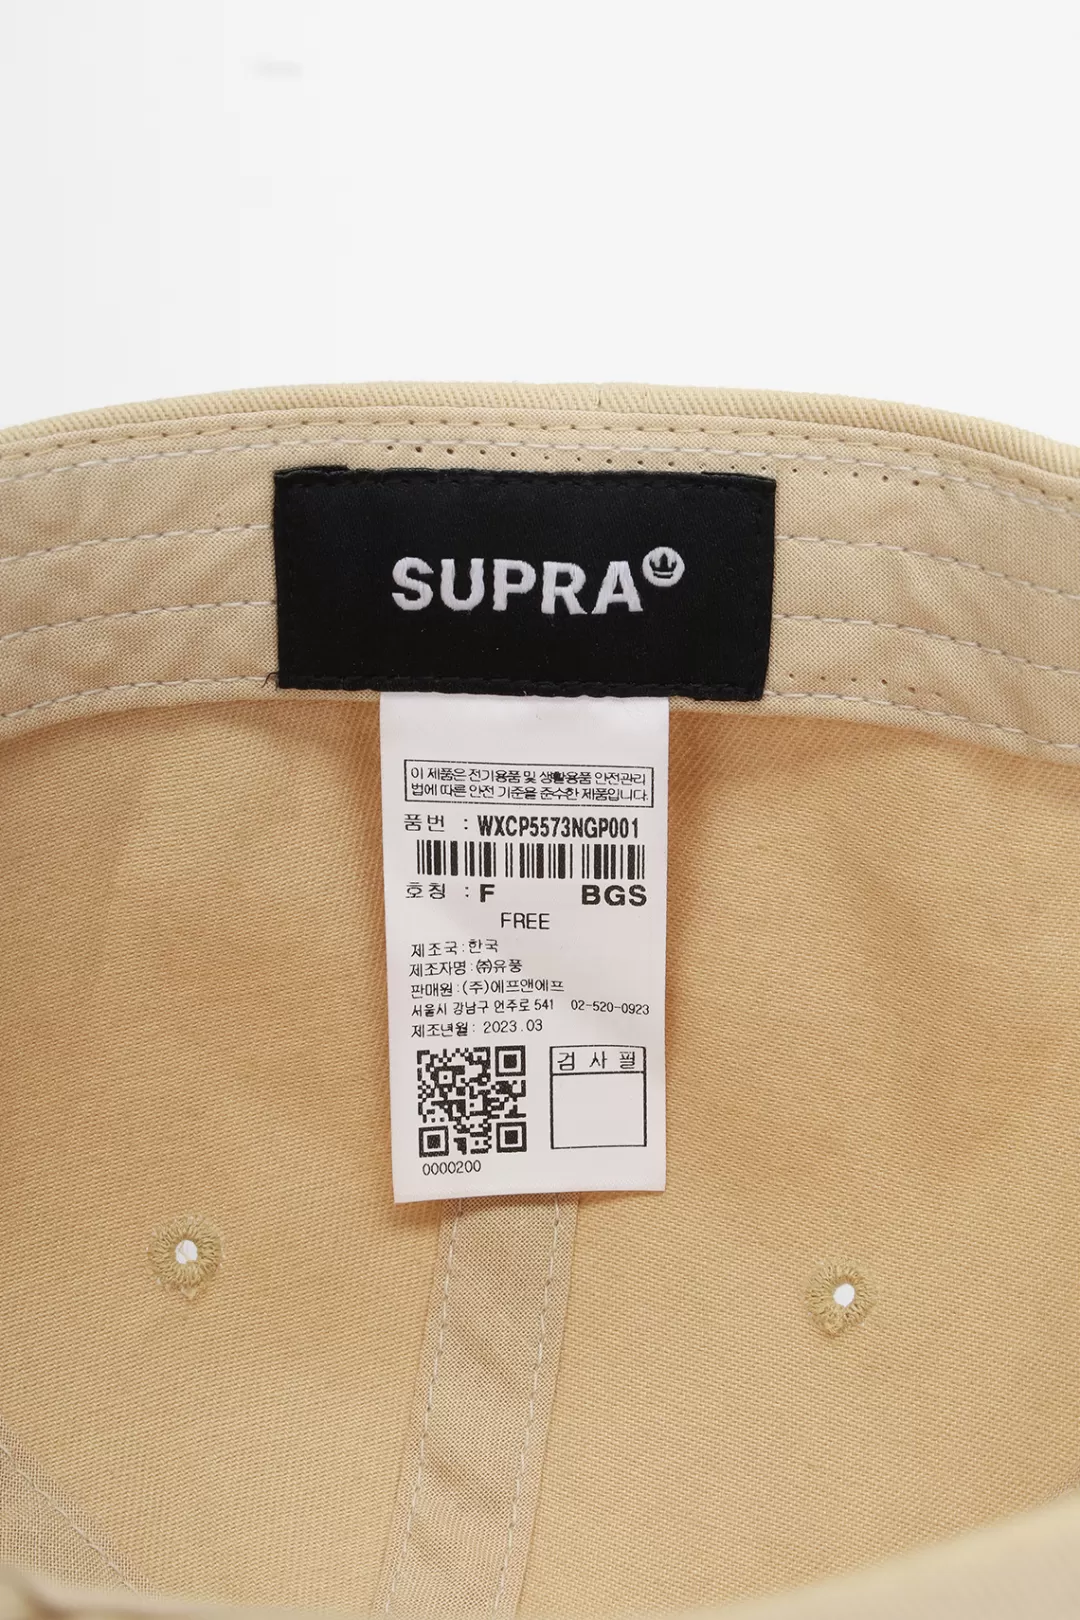 SUPRA
이 제품은 전기용품 및 생활용품 안전관리
법에 따른 안전 기준을 준수한 제품입니다.
품번 : WXCP5573NGP001
호칭 : F BGS
FREE
제조국:한국
제조자명:㈜유풍
판매원:(주)에프앤에프
서울시 강남구 언주로 541 02-520-0923
제조년월: 2023.03
검 사 필
0000200